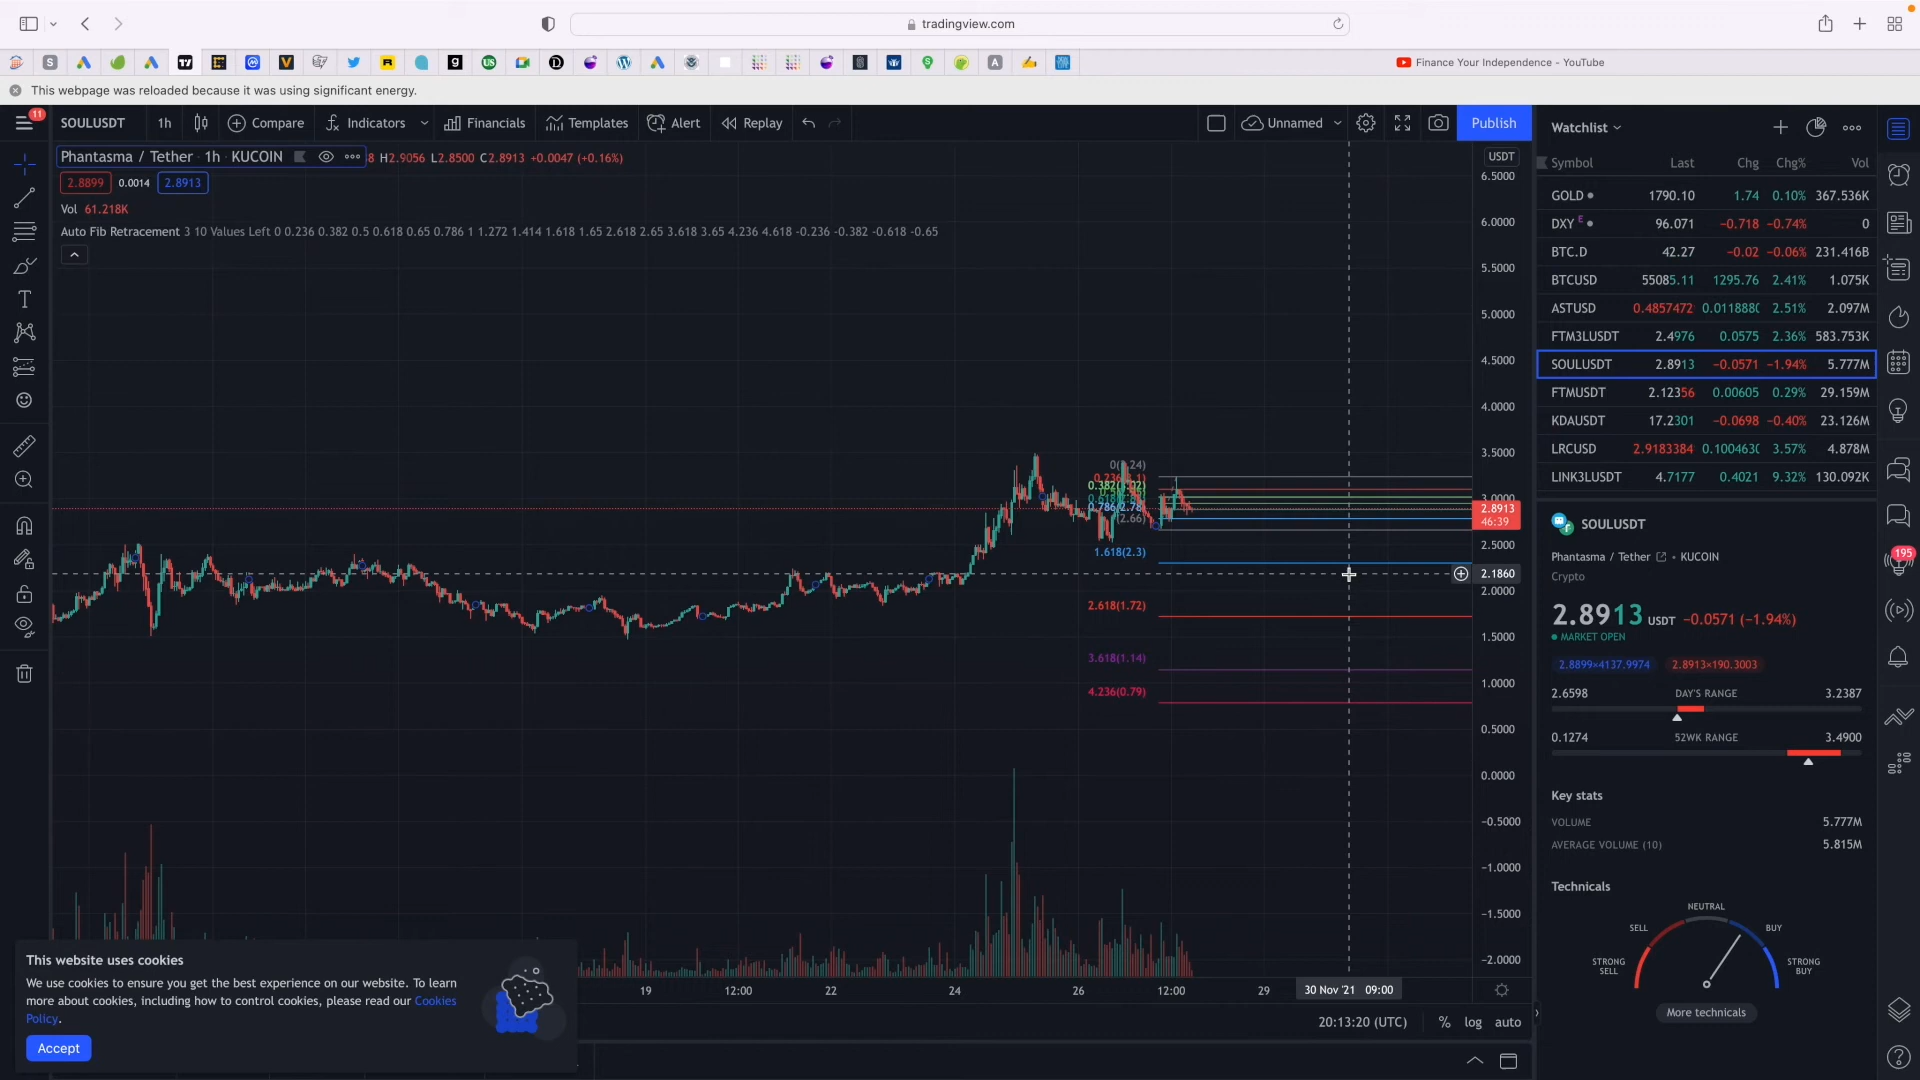 tradingview.com
Finance Your Independence - YouTube
This webpage was reloaded because it was using significant energy.
11
SOULUSDT 1h Compare Indicators Financials Templates Alert Replay Unnamed Publish
Phantasma / Tether · 1h · KUCOIN H2.9056 L2.8500 C2.8913 +0.0047 (+0.16%)
2.8899 0.0014 2.8913
Vol 61.218K
Auto Fib Retracement 3 10 Values Left 0 0.236 0.382 0.5 0.618 0.65 0.786 1 1.272 1.414 1.618 1.65 2.618 2.65 3.618 3.65 4.236 4.618 -0.236 -0.382 -0.618 -0.65
USDT
6.5000
6.0000
5.5000
5.0000
4.5000
4.0000
3.5000
3.0000
2.8913
46:39
2.5000
2.1860
2.0000
1.5000
1.0000
0.5000
0.0000
−0.5000
−1.0000
−1.5000
−2.0000
0.786(2.78)
(2.66)
1.618(2.3)
2.618(1.72)
3.618(1.14)
4.236(0.79)
19 12:00 22 24 26 12:00 29 30 Nov '21 09:00
20:13:20 (UTC) % log auto
This website uses cookies
We use cookies to ensure you get the best experience on our website. To learn
more about cookies, including how to control cookies, please read our Cookies
Policy.
Accept
Watchlist
Symbol Last Chg Chg% Vol
GOLD 1790.10 1.74 0.10% 367.536K
DXY E 96.071 −0.718 −0.74% 0
BTC.D 42.27 −0.02 −0.06% 231.416B
BTCUSD 55085.11 1295.76 2.41% 1.075K
ASTUSD 0.4857472 0.011888 2.51% 2.097M
FTM3LUSDT 2.4976 0.0575 2.36% 583.753K
SOULUSDT 2.8913 −0.0571 −1.94% 5.777M
FTMUSDT 2.12356 0.00605 0.29% 29.159M
KDAUSDT 17.2301 −0.0698 −0.40% 23.126M
LRCUSD 2.9183384 0.100463 3.57% 4.878M
LINK3LUSDT 4.7177 0.4021 9.32% 130.092K
SOULUSDT
Phantasma / Tether • KUCOIN
Crypto
2.8913 USDT −0.0571 (−1.94%)
MARKET OPEN
2.8899×4137.9974 2.8913×190.3003
2.6598 DAY'S RANGE 3.2387
0.1274 52WK RANGE 3.4900
Key stats
VOLUME 5.777M
AVERAGE VOLUME (10) 5.815M
Technicals
NEUTRAL
SELL BUY
STRONG SELL STRONG BUY
More technicals
195